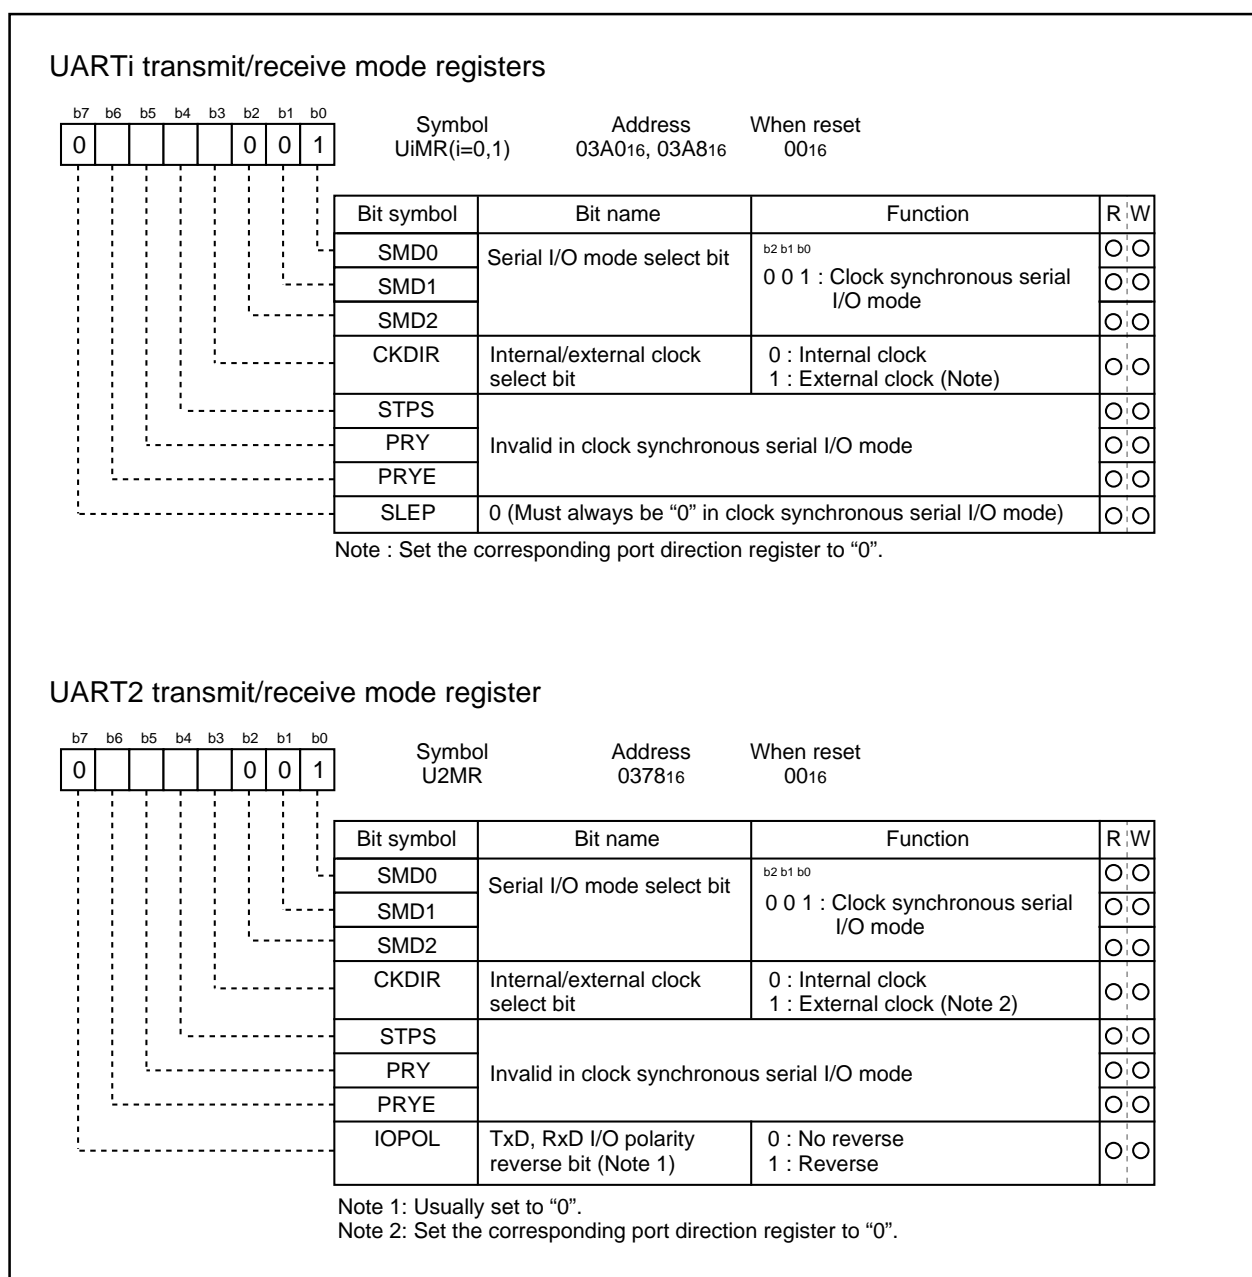 UARTi transmit/receive mode registers
b7 b6 b5 b4 b3 b2 b1 b0
0 0 0 1
Symbol Address When reset
UiMR(i=0,1) 03A016, 03A816 0016
Bit symbol Bit name Function R W
SMD0 Serial I/O mode select bit b2 b1 b0
SMD1 0 0 1 : Clock synchronous serial
I/O mode
SMD2
CKDIR Internal/external clock 0 : Internal clock
select bit 1 : External clock (Note)
STPS
PRY Invalid in clock synchronous serial I/O mode
PRYE
SLEP 0 (Must always be “0” in clock synchronous serial I/O mode)
Note : Set the corresponding port direction register to “0”.
UART2 transmit/receive mode register
b7 b6 b5 b4 b3 b2 b1 b0
0 0 0 1
Symbol Address When reset
U2MR 037816 0016
Bit symbol Bit name Function R W
SMD0 Serial I/O mode select bit b2 b1 b0
SMD1 0 0 1 : Clock synchronous serial
I/O mode
SMD2
CKDIR Internal/external clock 0 : Internal clock
select bit 1 : External clock (Note 2)
STPS
PRY Invalid in clock synchronous serial I/O mode
PRYE
IOPOL TxD, RxD I/O polarity 0 : No reverse
reverse bit (Note 1) 1 : Reverse
Note 1: Usually set to “0”.
Note 2: Set the corresponding port direction register to “0”.